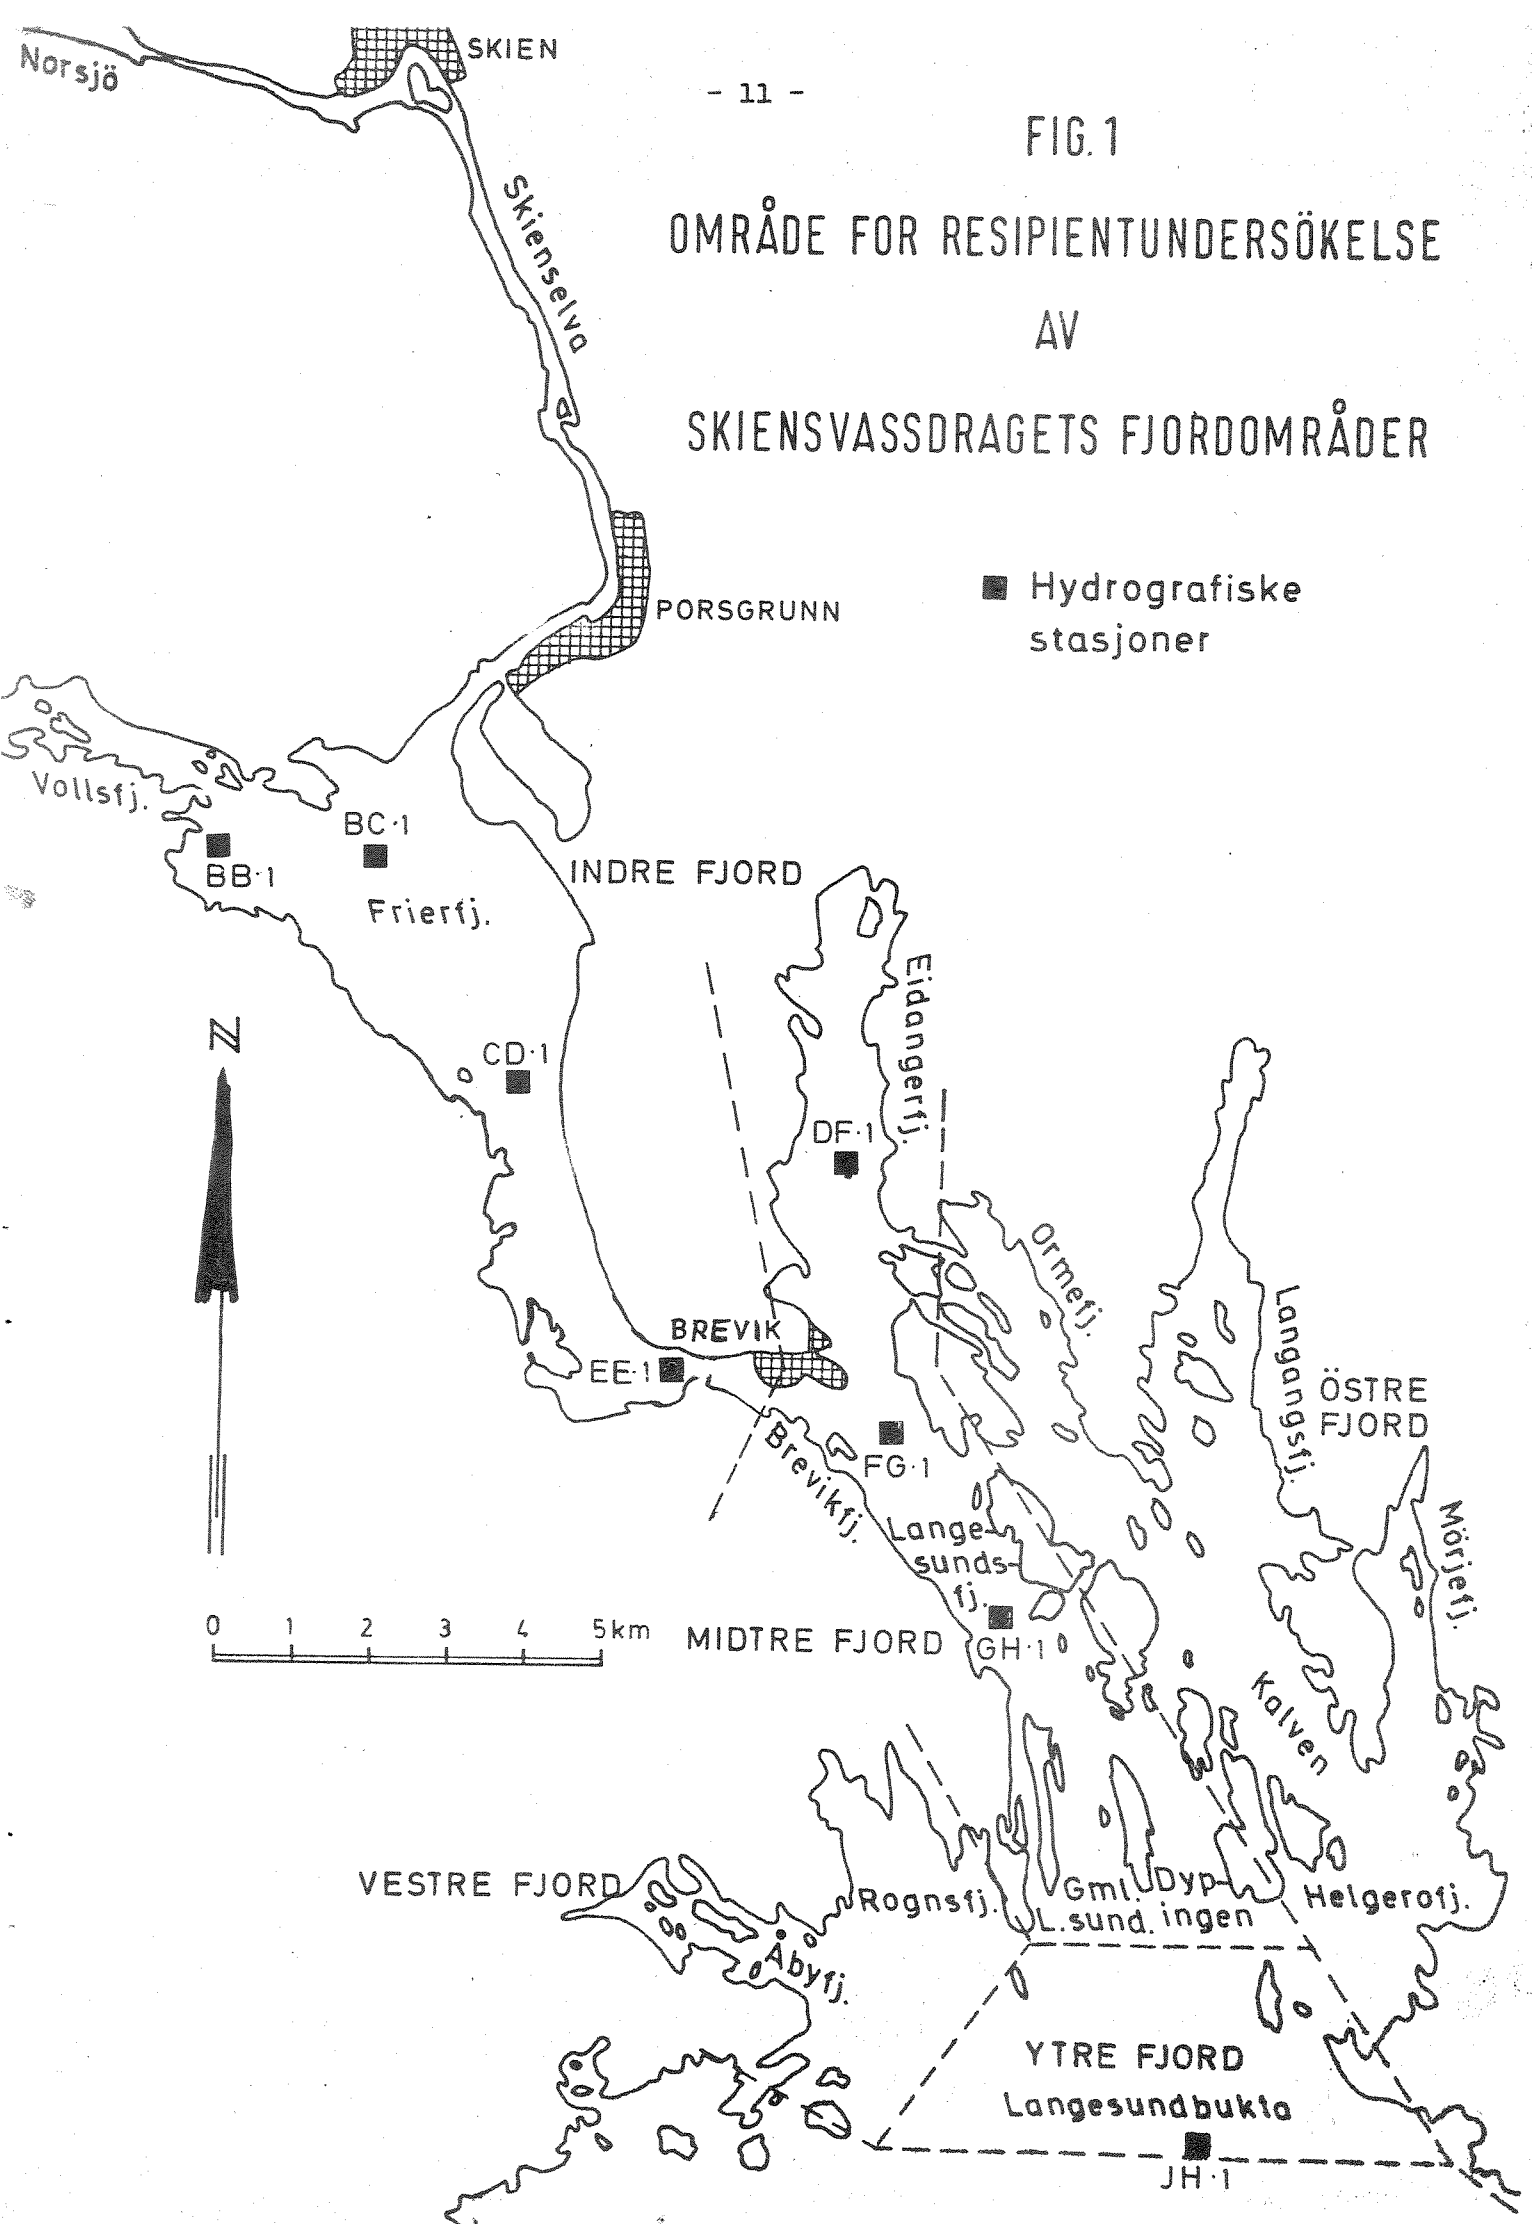 SKIEN
Norsjö
- 11 -
FIG. 1
OMRÅDE FOR RESIPIENTUNDERSÖKELSE
AV
SKIENSVASSDRAGETS FJORDOMRÅDER
Skienselva
Hydrografiske
stasjoner
PORSGRUNN
Vollsfj.
BC·1
BB·1
INDRE FJORD
Frierfj.
Eidangerfj.
N
CD·1
DF·1
Ormefj.
Langangsfj.
BREVIK
EE·1
ÖSTRE
FJORD
Brevikfj.
FG·1
Mörjefj.
Lange-
sunds-
fj.
0 1 2 3 4 5km
MIDTRE FJORD
GH·1
Kalven
VESTRE FJORD
Rognsfj.
Gml.
L.sund.
Dyp-
ingen
Helgerofj.
Åbyfj.
YTRE FJORD
Langesundbukta
JH·1